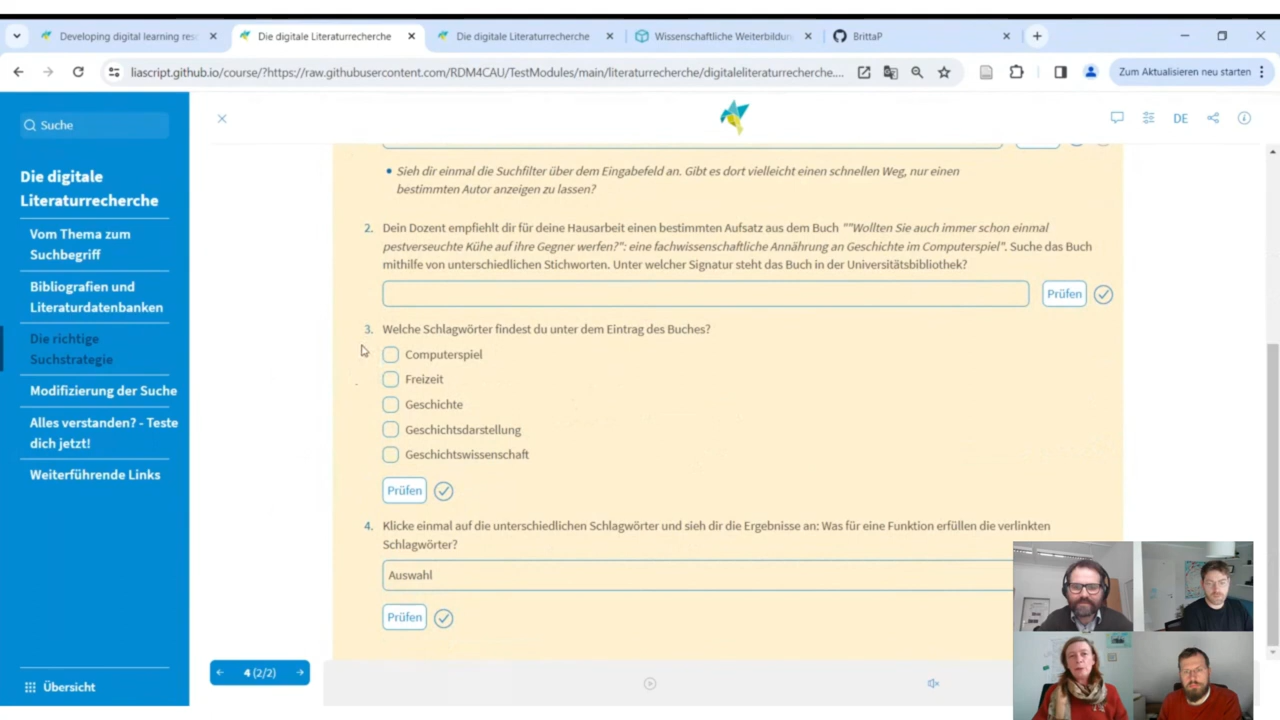 Developing digital learning res
Die digitale Literaturrecherche
Die digitale Literaturrecherche
Wissenschaftliche Weiterbildun
BrittaP
liascript.github.io/course/?https://raw.githubusercontent.com/RDM4CAU/TestModules/main/literaturrecherche/digitaleliteraturrecherche....
Zum Aktualisieren neu starten
Suche
DE
Die digitale
Literaturrecherche
Vom Thema zum
Suchbegriff
Bibliografien und
Literaturdatenbanken
Die richtige
Suchstrategie
Modifizierung der Suche
Alles verstanden? - Teste
dich jetzt!
Weiterführende Links
Übersicht
Sieh dir einmal die Suchfilter über dem Eingabefeld an. Gibt es dort vielleicht einen schnellen Weg, nur einen
bestimmten Autor anzeigen zu lassen?
2. Dein Dozent empfiehlt dir für deine Hausarbeit einen bestimmten Aufsatz aus dem Buch ""Wollten Sie auch immer schon einmal
pestverseuchte Kühe auf ihre Gegner werfen?": eine fachwissenschaftliche Annährung an Geschichte im Computerspiel". Suche das Buch
mithilfe von unterschiedlichen Stichworten. Unter welcher Signatur steht das Buch in der Universitätsbibliothek?
Prüfen
3. Welche Schlagwörter findest du unter dem Eintrag des Buches?
Computerspiel
Freizeit
Geschichte
Geschichtsdarstellung
Geschichtswissenschaft
Prüfen
4. Klicke einmal auf die unterschiedlichen Schlagwörter und sieh dir die Ergebnisse an: Was für eine Funktion erfüllen die verlinkten
Schlagwörter?
Auswahl
Prüfen
4 (2/2)